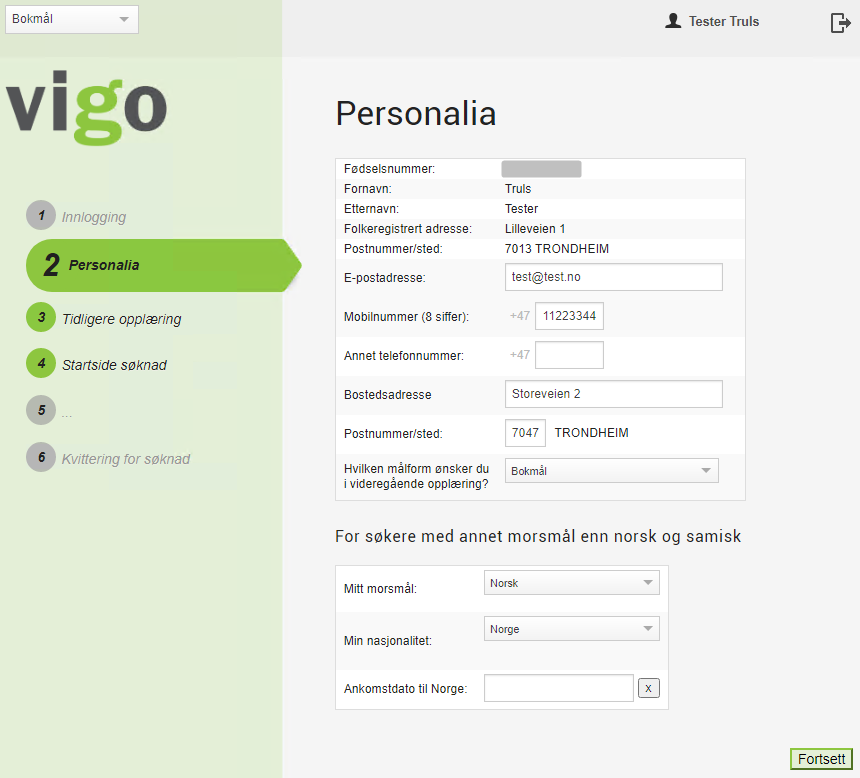 Bokmål
Tester Truls
vigo
1 Innlogging
2 Personalia
3 Tidligere opplæring
4 Startside søknad
5 ...
6 Kvittering for søknad
Personalia
Fødselsnummer:
Fornavn: Truls
Etternavn: Tester
Folkeregistrert adresse: Lilleveien 1
Postnummer/sted: 7013 TRONDHEIM
E-postadresse: test@test.no
Mobilnummer (8 siffer): +47 11223344
Annet telefonnummer: +47
Bostedsadresse Storeveien 2
Postnummer/sted: 7047 TRONDHEIM
Hvilken målform ønsker du
i videregående opplæring? Bokmål
For søkere med annet morsmål enn norsk og samisk
Mitt morsmål: Norsk
Min nasjonalitet: Norge
Ankomstdato til Norge: X
Fortsett